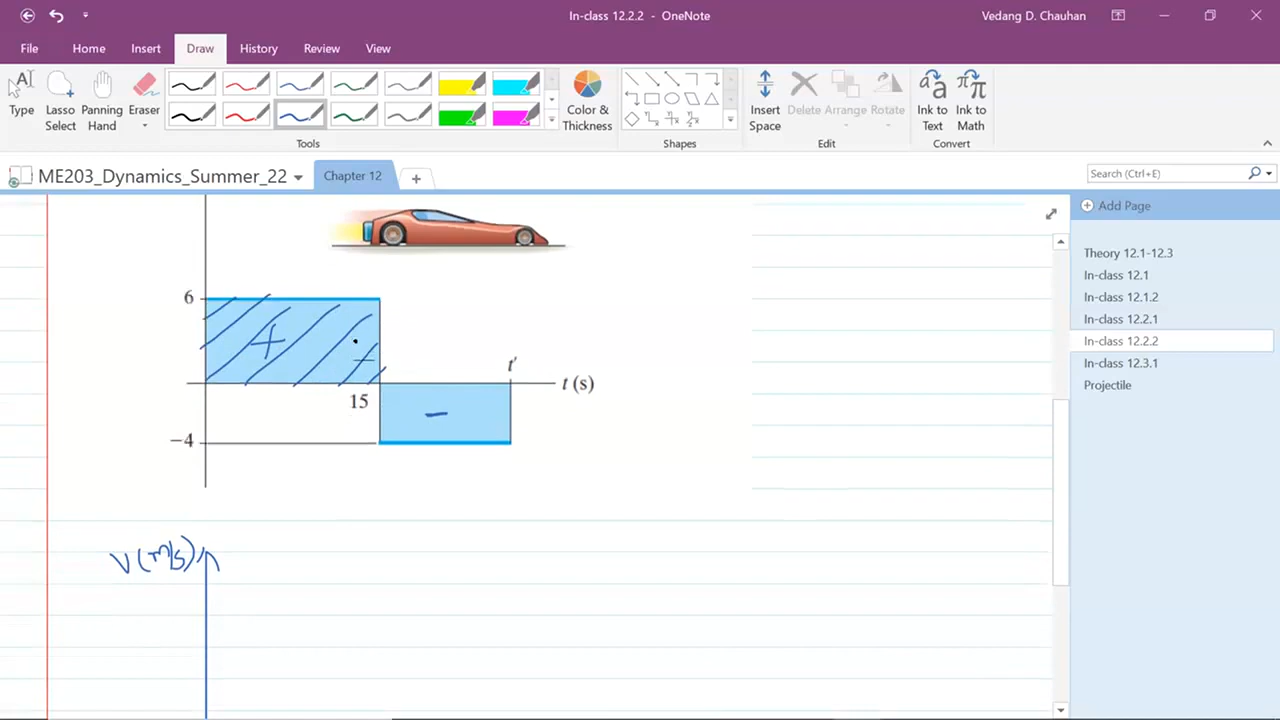 In-class 12.2.2 - OneNote
Vedang D. Chauhan
File Home Insert Draw History Review View
Type
Lasso Select
Panning Hand
Eraser
Color & Thickness
Insert Space
Delete
Arrange
Rotate
Ink to Text
Ink to Math
Tools
Shapes
Edit
Convert
ME203_Dynamics_Summer_22
Chapter 12
Search (Ctrl+E)
Add Page
Theory 12.1-12.3
In-class 12.1
In-class 12.1.2
In-class 12.2.1
In-class 12.2.2
In-class 12.3.1
Projectile
6
+
t'
t (s)
15
−
−4
V (m/s)